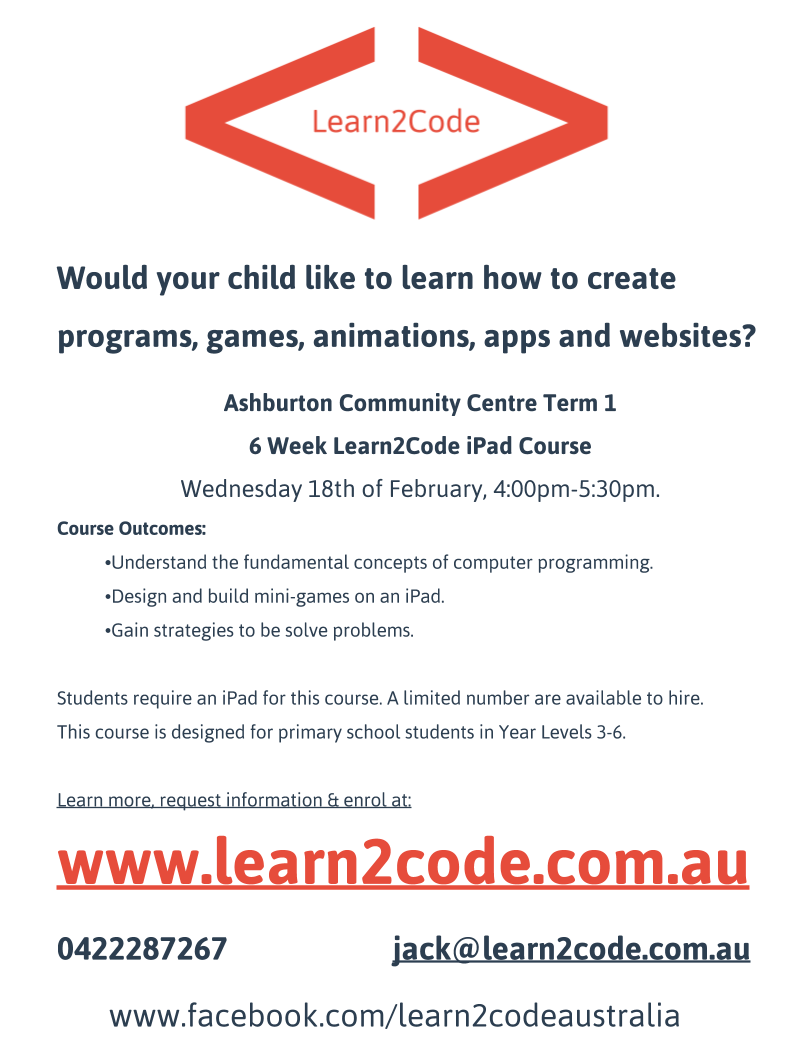 Learn2Code
Would your child like to learn how to create
programs, games, animations, apps and websites?
Ashburton Community Centre Term 1
6 Week Learn2Code iPad Course
Wednesday 18th of February, 4:00pm-5:30pm.
Course Outcomes:
•Understand the fundamental concepts of computer programming.
•Design and build mini-games on an iPad.
•Gain strategies to be solve problems.
Students require an iPad for this course. A limited number are available to hire.
This course is designed for primary school students in Year Levels 3-6.
Learn more, request information & enrol at:
www.learn2code.com.au
0422287267 jack@learn2code.com.au
www.facebook.com/learn2codeaustralia